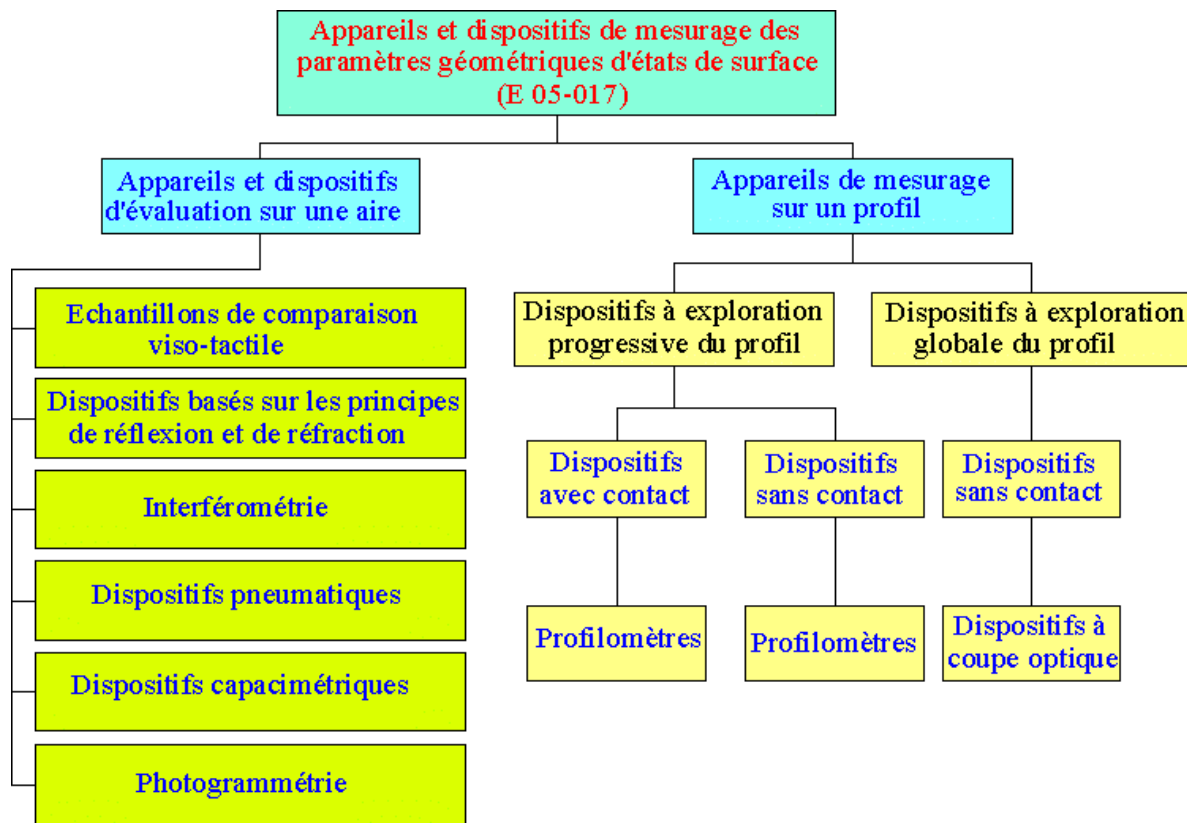 Appareils et dispositifs de mesurage des
paramètres géométriques d'états de surface
(E 05-017)
Appareils et dispositifs
d'évaluation sur une aire
Appareils de mesurage
sur un profil
Echantillons de comparaison
viso-tactile
Dispositifs basés sur les principes
de réflexion et de réfraction
Interférométrie
Dispositifs pneumatiques
Dispositifs capacimétriques
Photogrammétrie
Dispositifs à exploration
progressive du profil
Dispositifs à exploration
globale du profil
Dispositifs
avec contact
Dispositifs
sans contact
Dispositifs
sans contact
Profilomètres
Profilomètres
Dispositifs à
coupe optique